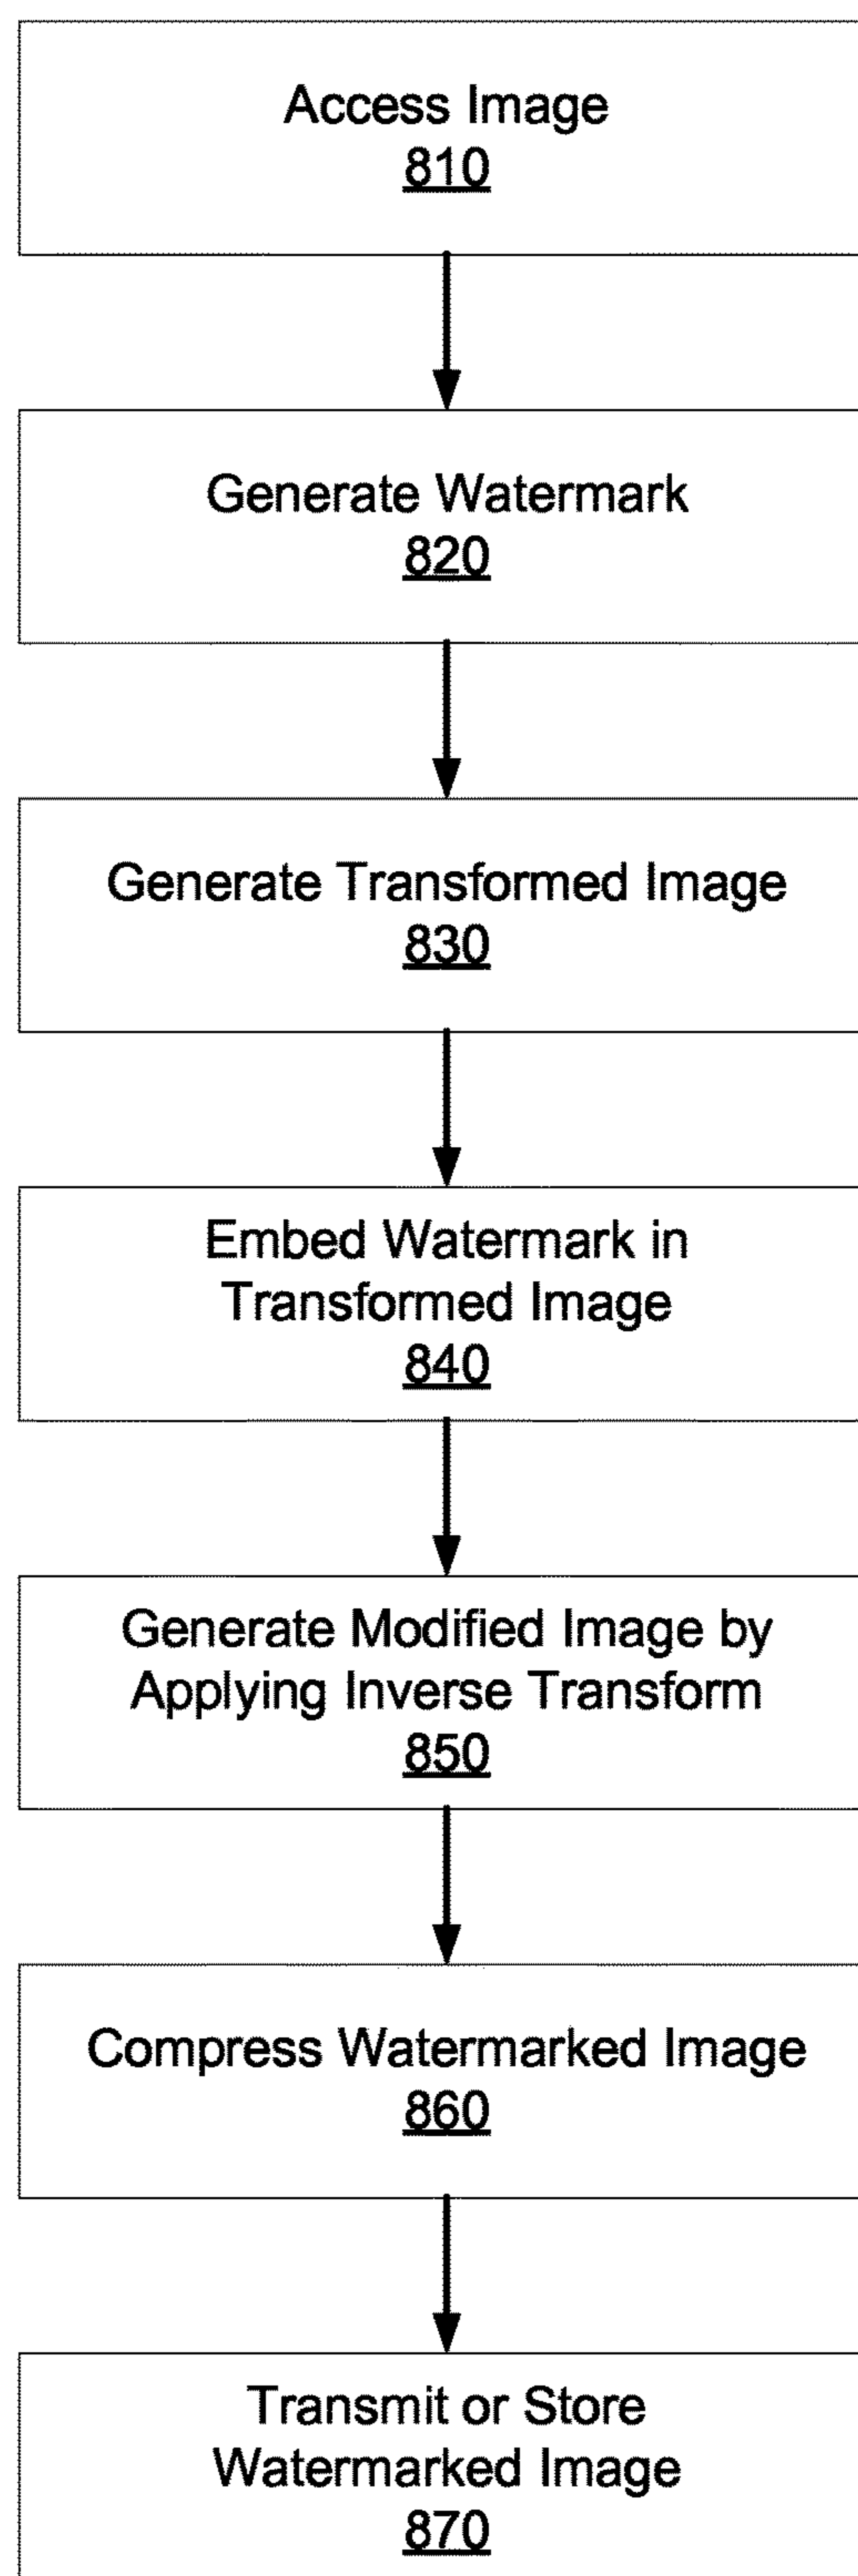 Access Image
810
Generate Watermark
820
Generate Transformed Image
830
Embed Watermark in
Transformed Image
840
Generate Modified Image by
Applying Inverse Transform
850
Compress Watermarked Image
860
Transmit or Store
Watermarked Image
870